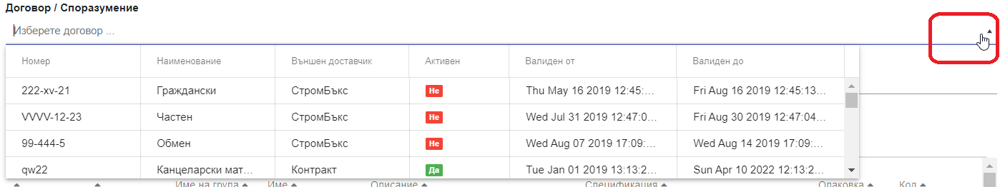 Договор / Споразумение
Изберете договор ...
Номер Наименование Външен доставчик Активен Валиден от Валиден до
222-xv-21 Граждански СтромБъкс Не Thu May 16 2019 12:45:... Fri Aug 16 2019 12:45:13...
VVVV-12-23 Частен СтромБъкс Не Wed Jul 31 2019 12:47:0... Fri Aug 30 2019 12:47:04...
99-444-5 Обмен СтромБъкс Не Wed Aug 07 2019 17:09:... Wed Aug 14 2019 17:09:...
qw22 Канцеларски мат... Контракт Да Tue Jan 01 2019 13:13:2... Sun Apr 10 2022 12:13:2...
Име на група Име Описание Спецификация Опаковка Код